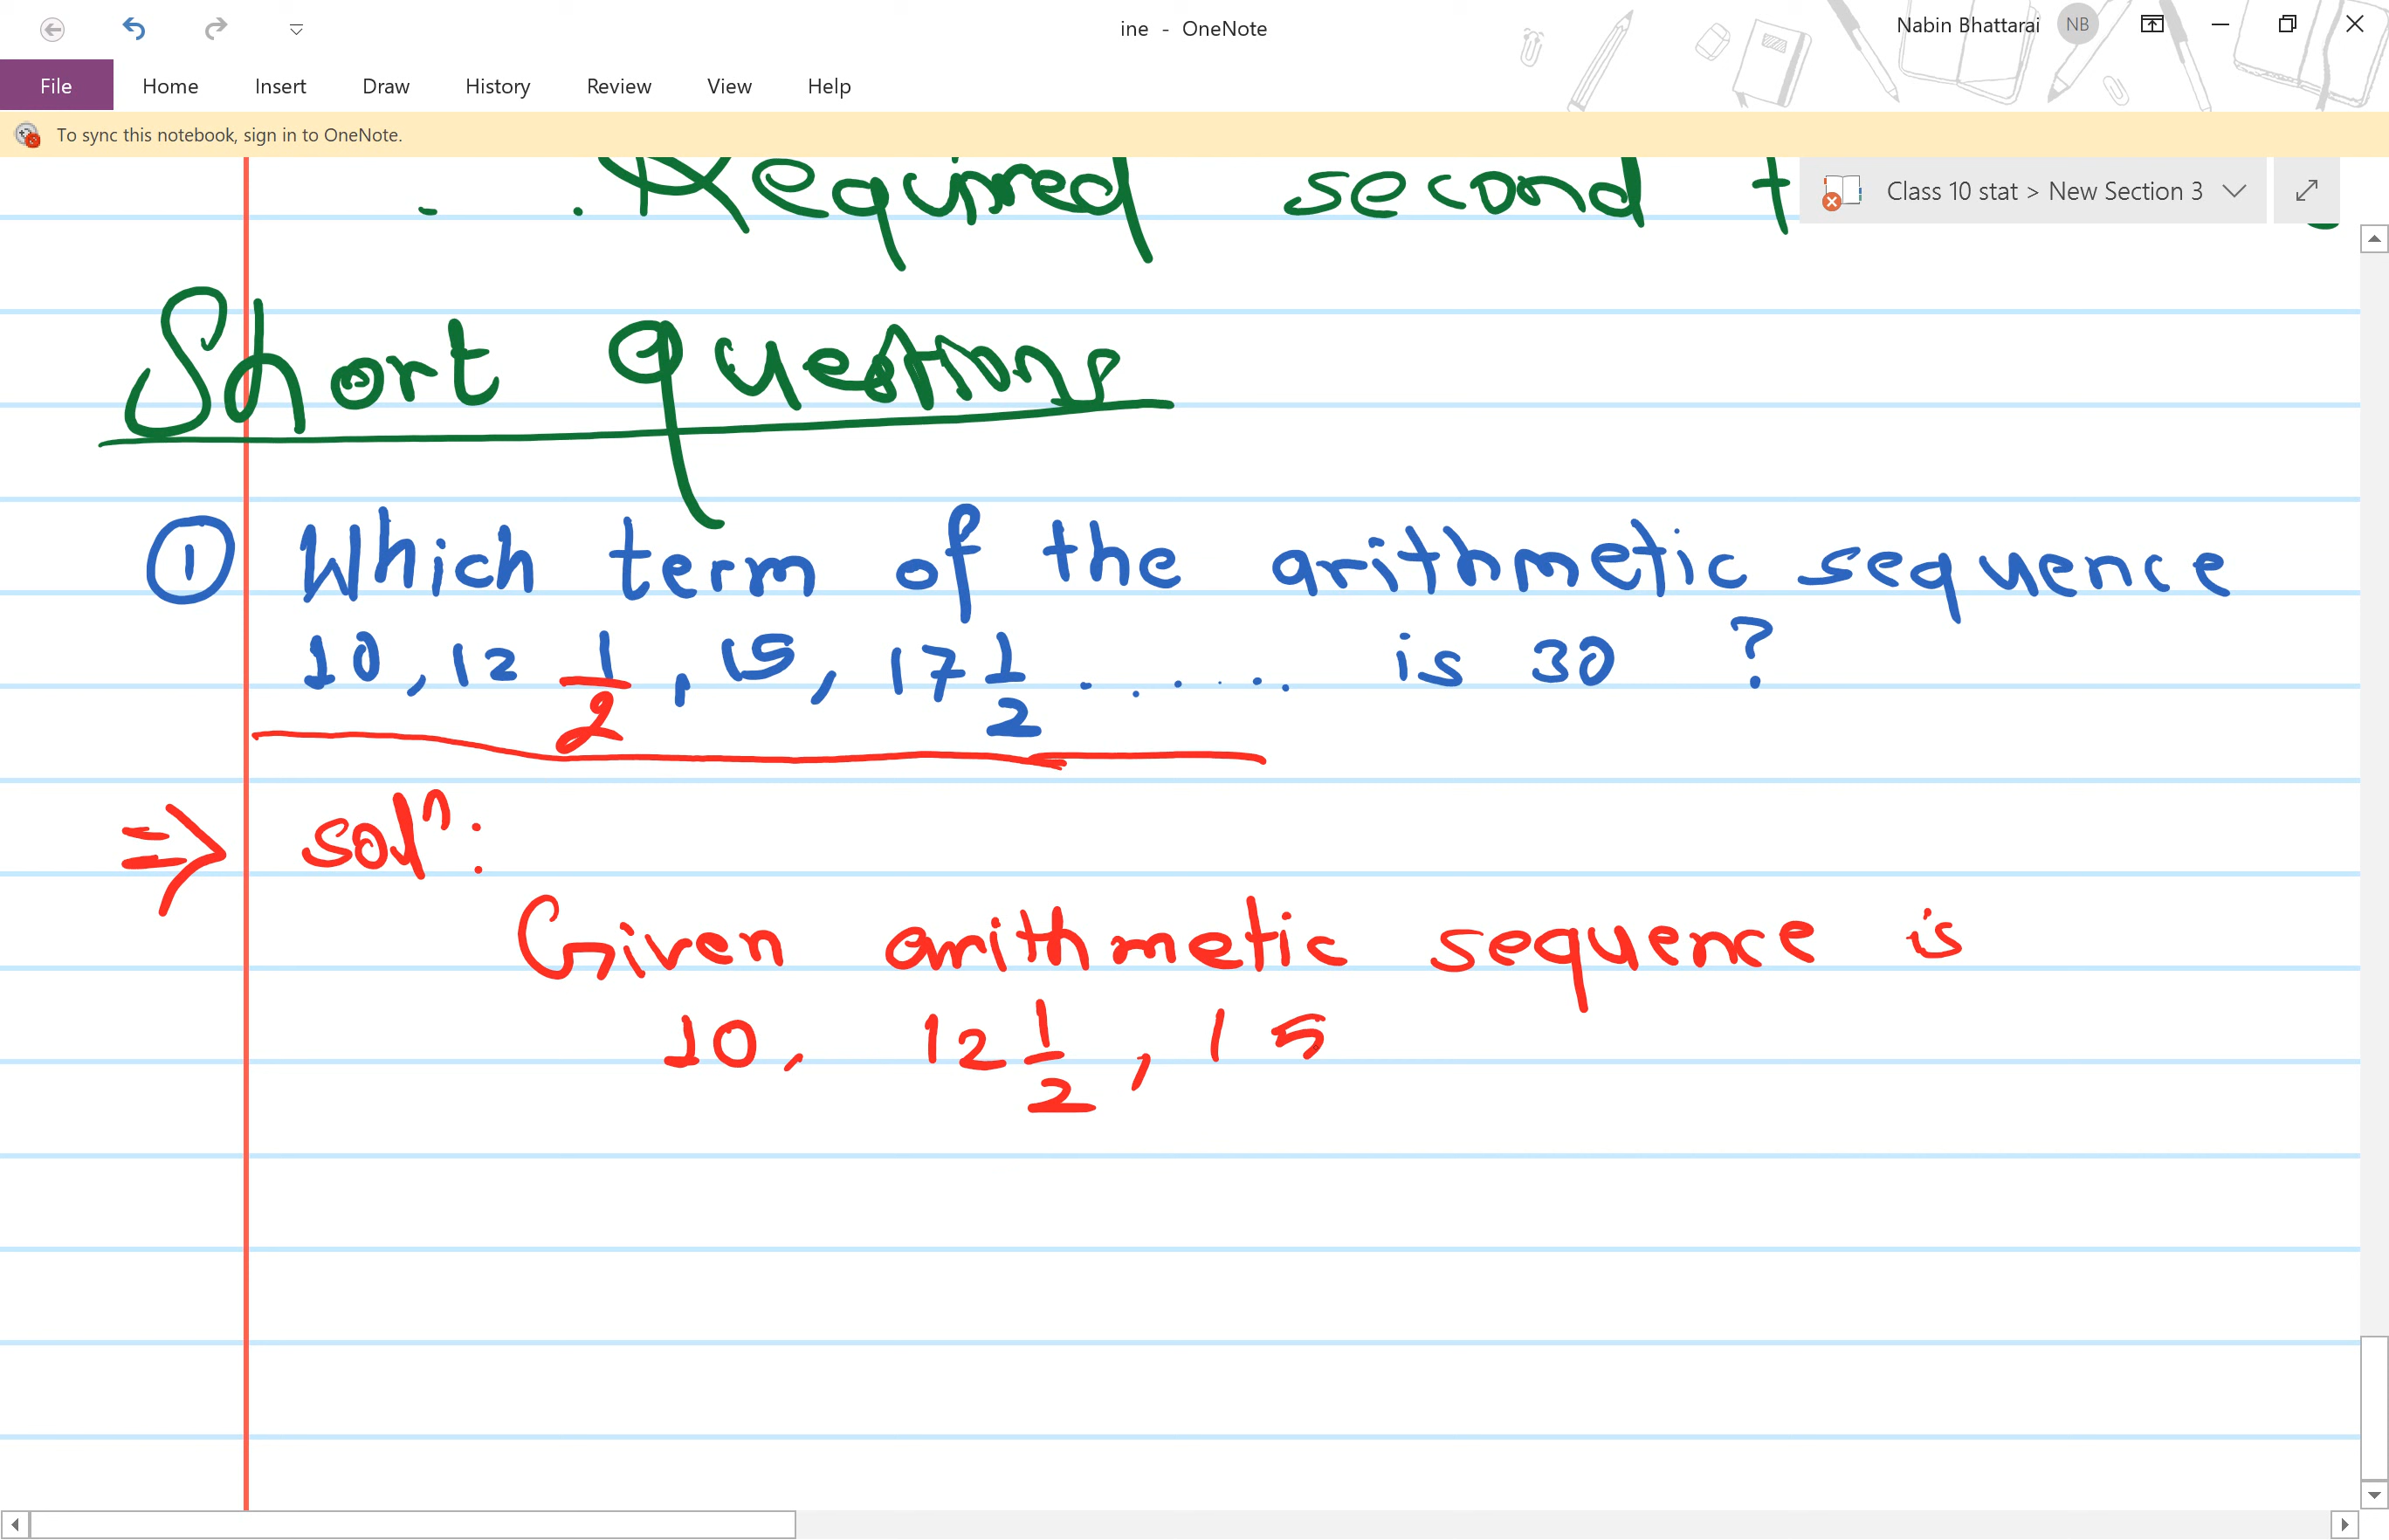 ine - OneNote
Nabin Bhattarai NB
File Home Insert Draw History Review View Help
To sync this notebook, sign in to OneNote.
Class 10 stat > New Section 3
Required second t
Short Questions
① Which term of the arithmetic sequence
10, 12 1/2, 15, 17 1/2 ....... is 30 ?
⇒ Solⁿ:
Given arithmetic sequence is
10, 12 1/2, 15